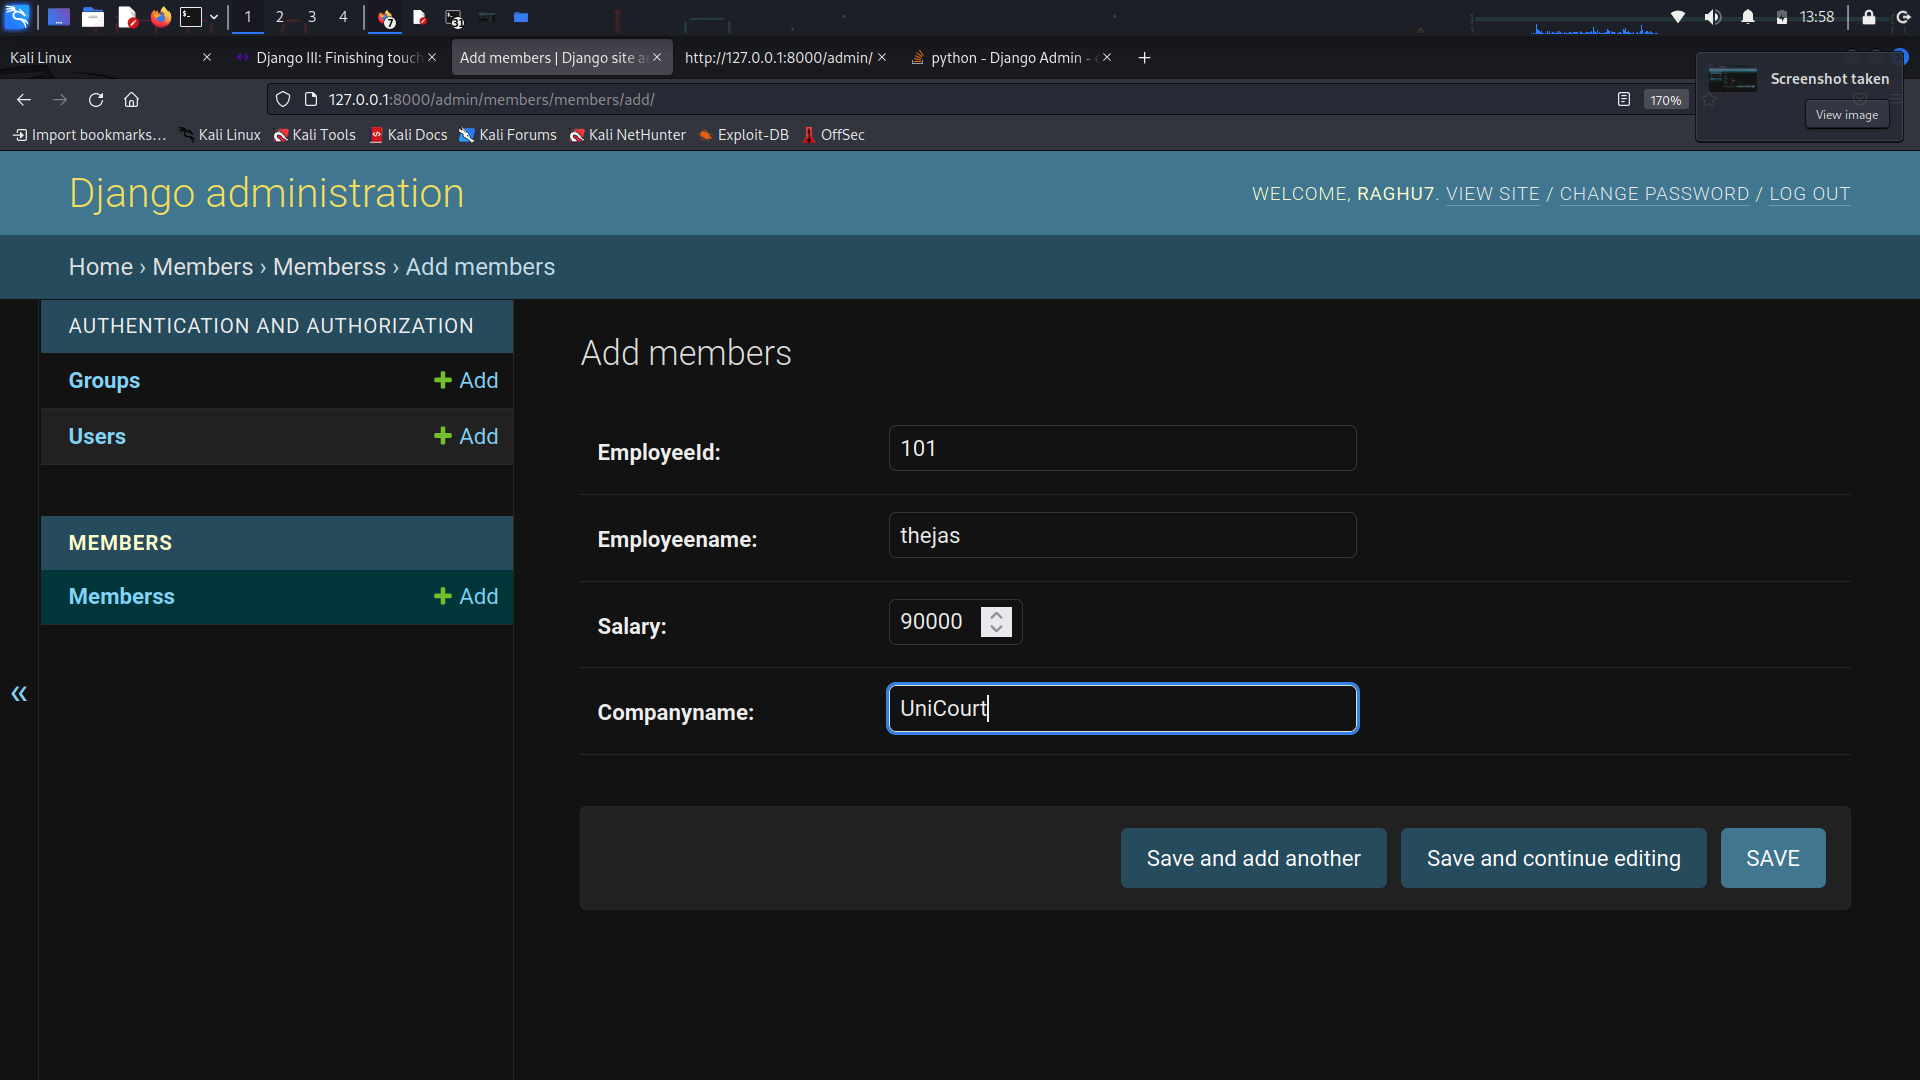 1 2 3 4 7 31 13:58
Kali Linux Django III: Finishing touch Add members | Django site a http://127.0.0.1:8000/admin/ python - Django Admin -
Screenshot taken
View image
127.0.0.1:8000/admin/members/members/add/ 170%
Import bookmarks... Kali Linux Kali Tools Kali Docs Kali Forums Kali NetHunter Exploit-DB OffSec
Django administration
WELCOME, RAGHU7. VIEW SITE / CHANGE PASSWORD / LOG OUT
Home › Members › Memberss › Add members
AUTHENTICATION AND AUTHORIZATION
Groups + Add
Users + Add
MEMBERS
Memberss + Add
«
Add members
EmployeeId: 101
Employeename: thejas
Salary: 90000
Companyname: UniCourt
Save and add another Save and continue editing SAVE